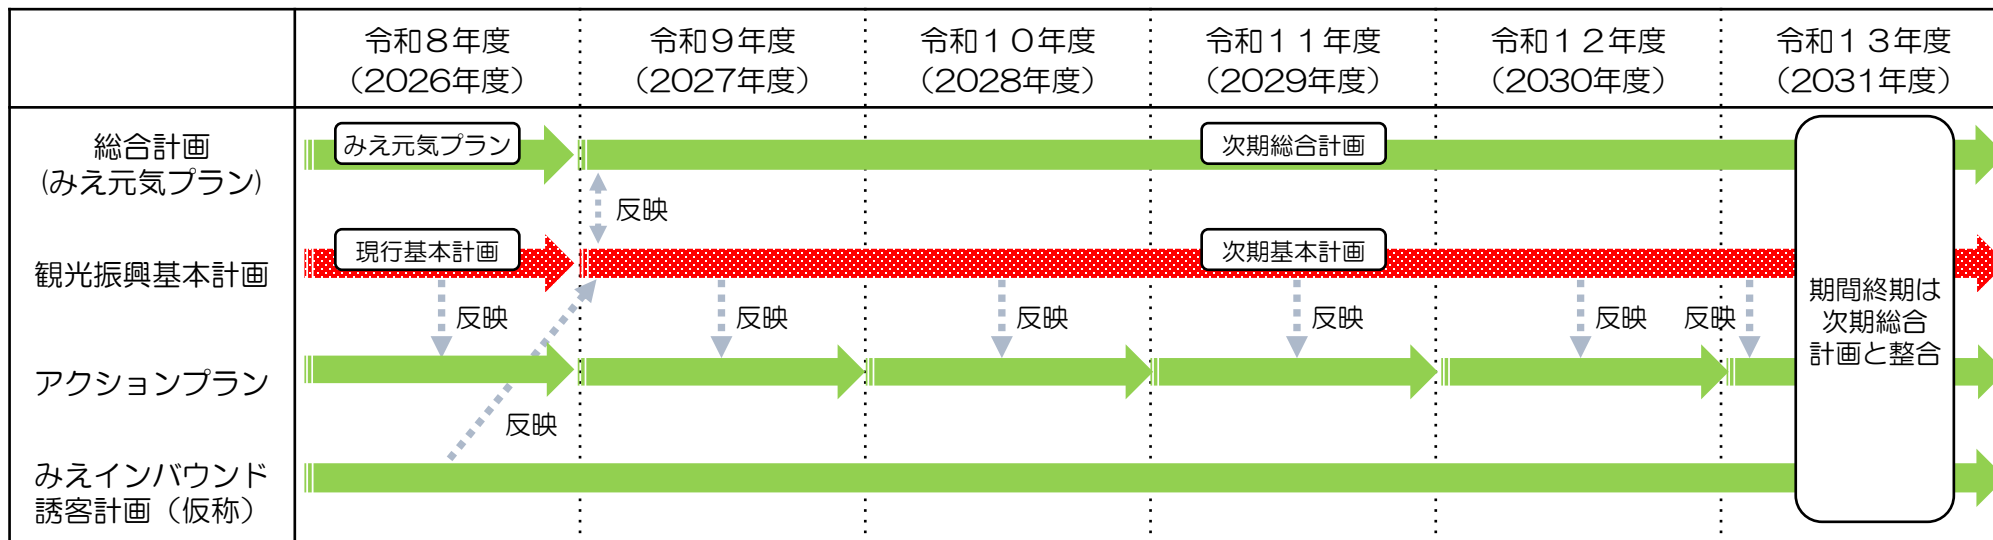 令和８年度
（2026年度）
令和９年度
（2027年度）
令和１０年度
（2028年度）
令和１１年度
（2029年度）
令和１２年度
（2030年度）
令和１３年度
（2031年度）
総合計画
(みえ元気プラン)
みえ元気プラン
次期総合計画
反映
観光振興基本計画
現行基本計画
次期基本計画
反映
反映
反映
反映
反映
反映
アクションプラン
反映
みえインバウンド
誘客計画（仮称）
期間終期は
次期総合
計画と整合